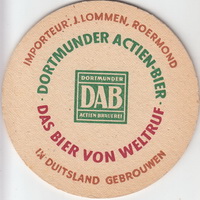 IMPORTEUR: J. LOMMEN, ROERMOND
DORTMUNDER ACTIEN-BIER
DORTMUNDER
DAB
ACTIEN BRAUEREI
· DAS BIER VON WELTRUF ·
IN DUITSLAND GEBROUWEN